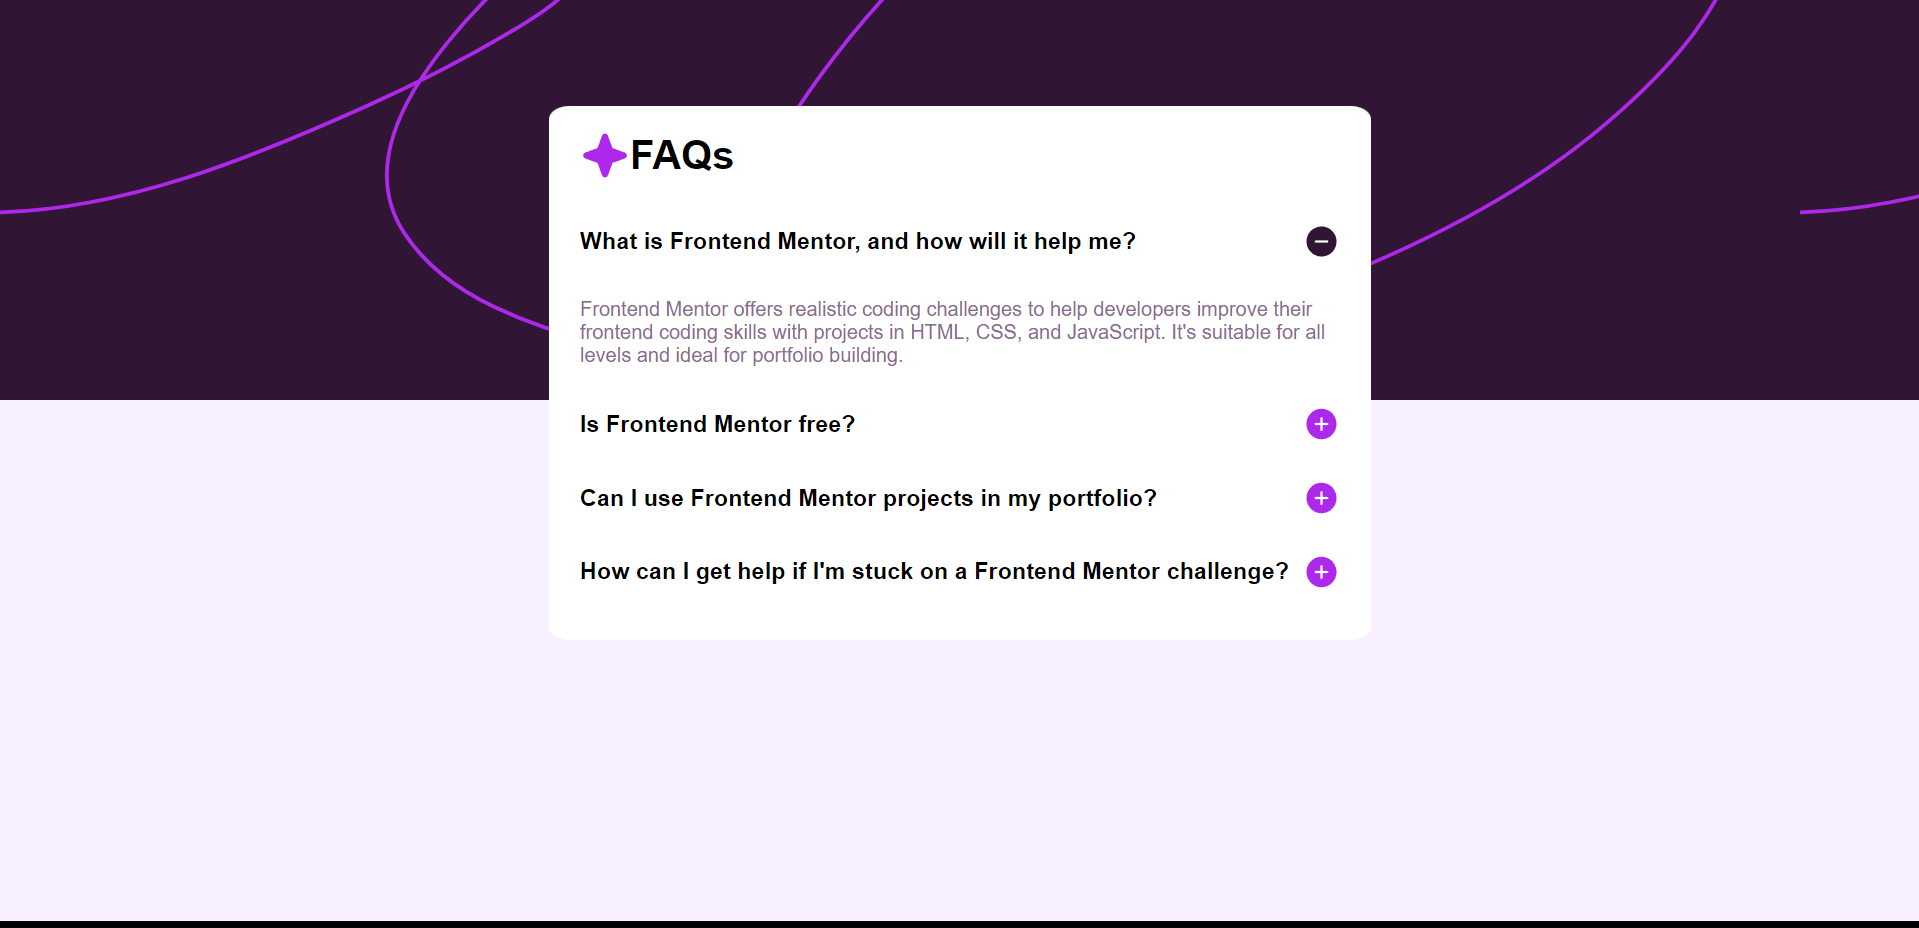 FAQs
What is Frontend Mentor, and how will it help me?
Frontend Mentor offers realistic coding challenges to help developers improve their
frontend coding skills with projects in HTML, CSS, and JavaScript. It's suitable for all
levels and ideal for portfolio building.
Is Frontend Mentor free?
Can I use Frontend Mentor projects in my portfolio?
How can I get help if I'm stuck on a Frontend Mentor challenge?